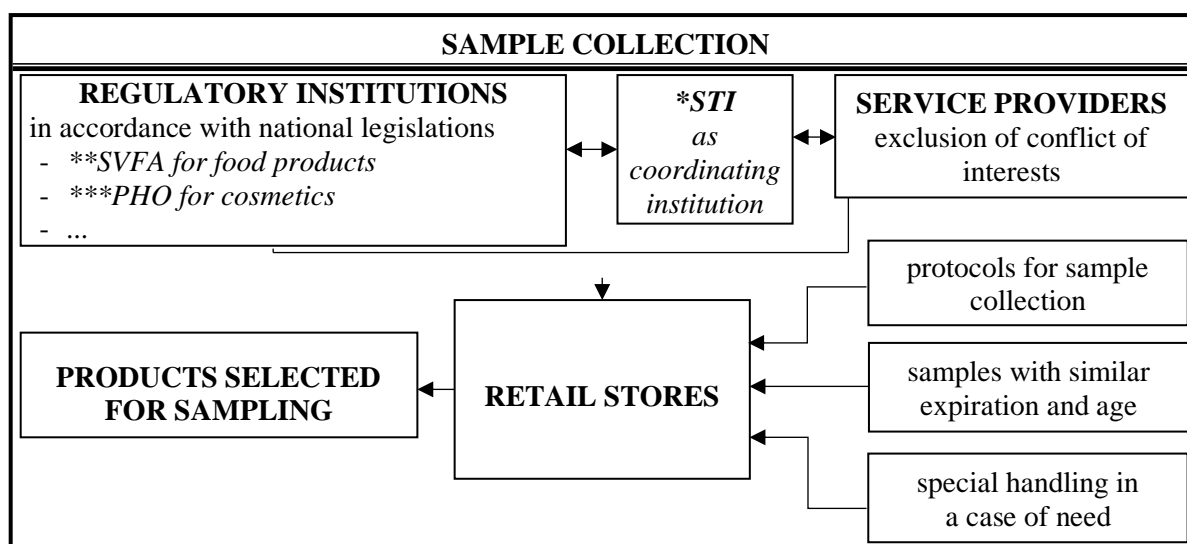 SAMPLE COLLECTION
REGULATORY INSTITUTIONS
in accordance with national legislations
- **SVFA for food products
- ***PHO for cosmetics
- ...
*STI
as
coordinating
institution
SERVICE PROVIDERS
exclusion of conflict of
interests
protocols for sample
collection
PRODUCTS SELECTED
FOR SAMPLING
RETAIL STORES
samples with similar
expiration and age
special handling in
a case of need